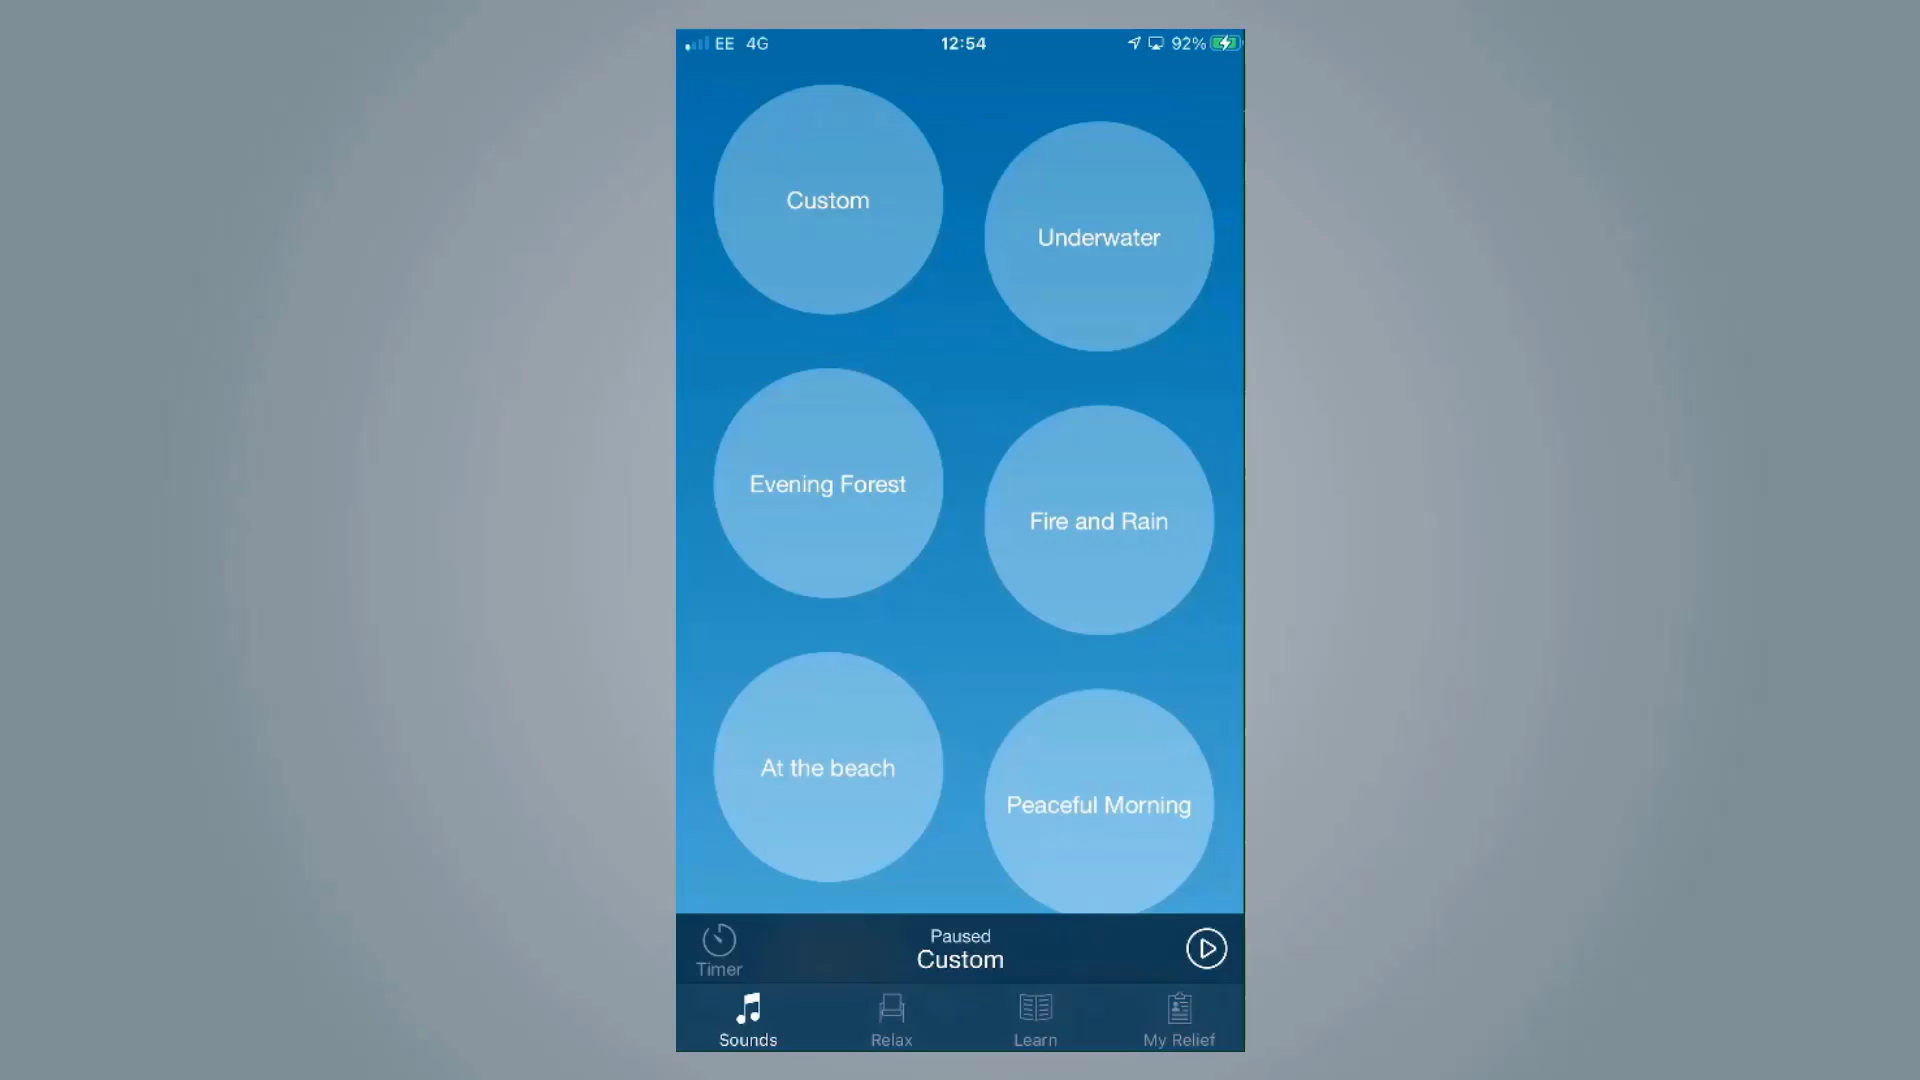 EE 4G
12:54
92%
Custom
Underwater
Evening Forest
Fire and Rain
At the beach
Peaceful Morning
Timer
Paused
Custom
Sounds
Relax
Learn
My Relief